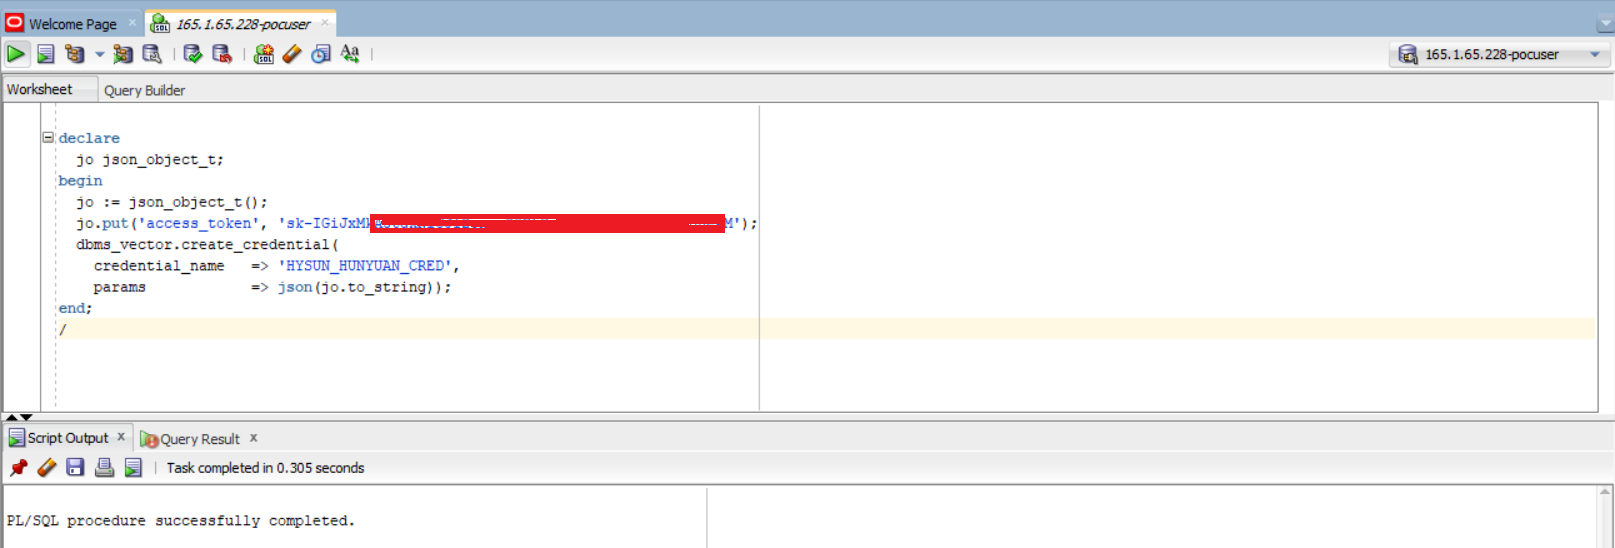 Welcome Page
165.1.65.228-pocuser
165.1.65.228-pocuser
Worksheet
Query Builder
declare
jo json_object_t;
begin
jo := json_object_t();
jo.put('access_token', 'sk-IGiJxM M');
dbms_vector.create_credential(
credential_name => 'HYSUN_HUNYUAN_CRED',
params => json(jo.to_string));
end;
/
Script Output x
Query Result x
Task completed in 0.305 seconds
PL/SQL procedure successfully completed.